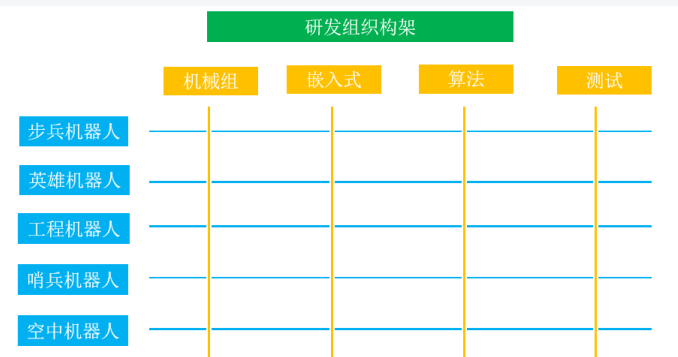 研发组织构架
机械组
嵌入式
算法
测试
步兵机器人
英雄机器人
工程机器人
哨兵机器人
空中机器人